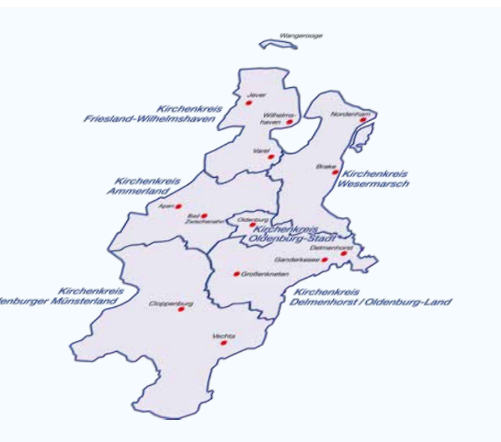 Wangerooge
Jever
Kirchenkreis
Friesland-Wilhelmshaven
Wilhelms-
haven
Nordenham
Varel
Brake
Kirchenkreis
Wesermarsch
Kirchenkreis
Ammerland
Apen
Bad
Zwischenahn
Oldenburg
Kirchenkreis
Oldenburg-Stadt
Delmenhorst
Ganderkesee
Großenkneten
Kirchenkreis
lenburger Münsterland
Kirchenkreis
Delmenhorst / Oldenburg-Land
Cloppenburg
Vechta